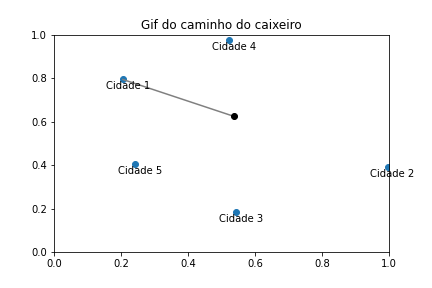 Gif do caminho do caixeiro
1.0
Cidade 4
0.8
Cidade 1
0.6
0.4
Cidade 5
Cidade 2
0.2
Cidade 3
0.0
0.0 0.2 0.4 0.6 0.8 1.0